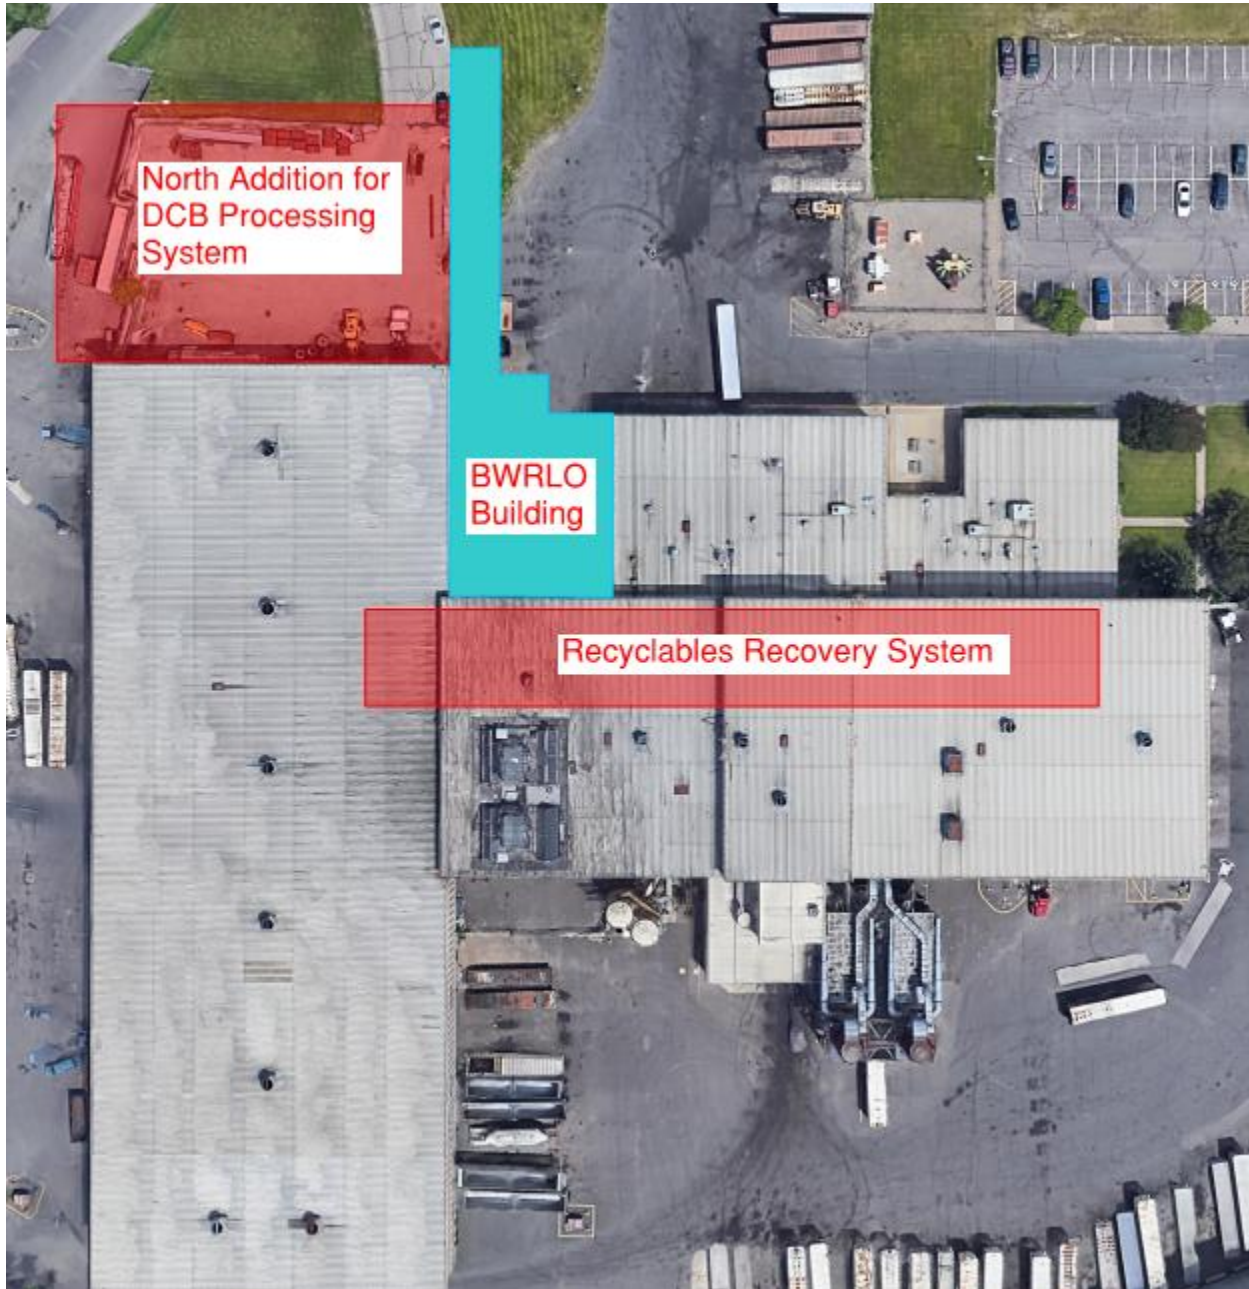 North Addition for
DCB Processing
System
BWRLO
Building
Recyclables Recovery System